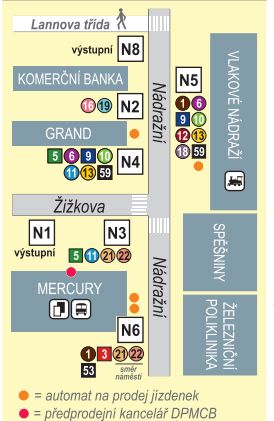 Lannova třída
výstupní
N8
KOMERČNÍ BANKA
16 19
N2
GRAND
5 6 9 10
11 13 59
N4
Nádražní
N5
1 6
9 10
12 13
18 59
VLAKOVÉ NÁDRAŽÍ
Žižkova
N1
výstupní
N3
5 11 21 22
MERCURY
N6
1 3 21 22
53
směr
náměstí
Nádražní
SPĚŠNINY
ŽELEZNIČNÍ
POLIKLINIKA
= automat na prodej jízdenek
= předprodejní kancelář DPMCB